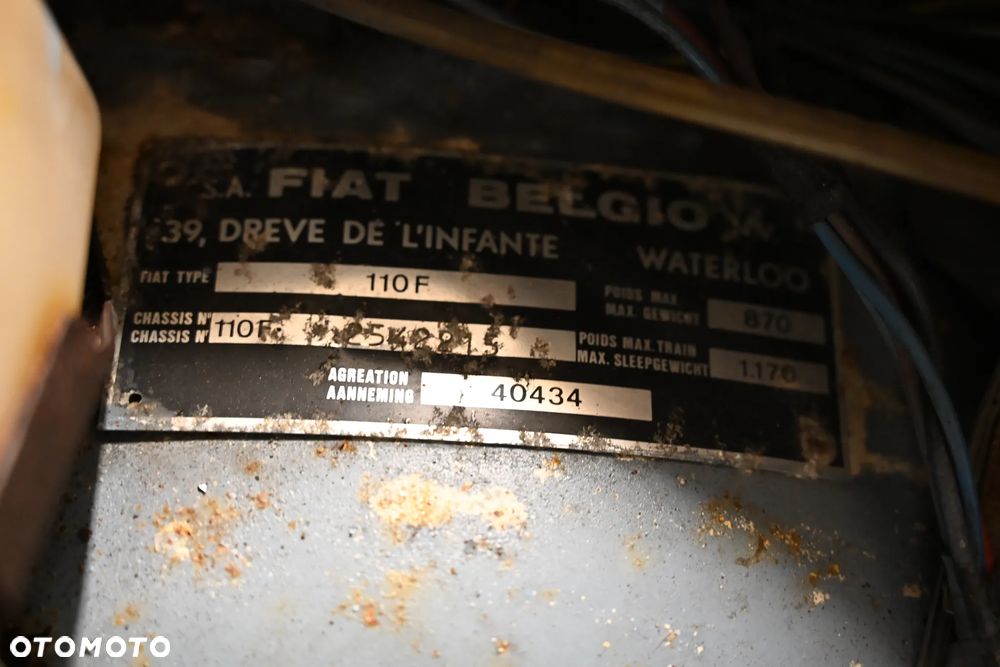 S.A. FIAT BELGIO
39, DREVE DE L'INFANTE WATERLOO
FIAT TYPE 110F POIDS MAX. MAX. GEWICHT 870
CHASSIS N° CHASSIS N° 110F POIDS MAX. TRAIN MAX. SLEEPGEWICHT 1.170
AGREATION AANNEMING 40434
OTOMOTO